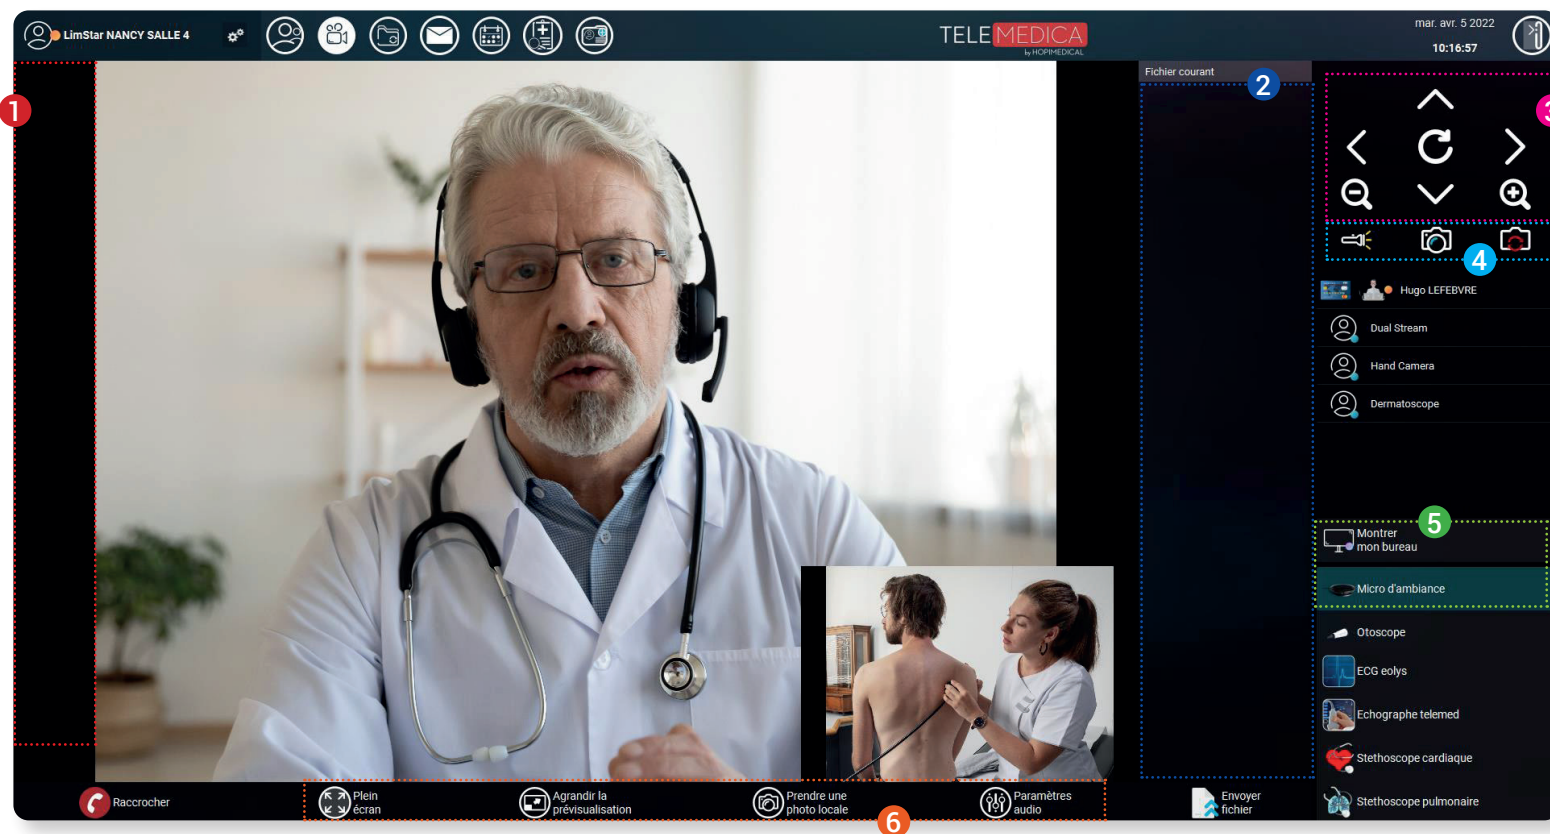 LimStar NANCY SALLE 4
TELEMEDICA
by HOPIMEDICAL
mar. avr. 5 2022
10:16:57
1
Fichier courant
2
3
4
Hugo LEFEBVRE
Dual Stream
Hand Camera
Dermatoscope
5
Montrer
mon bureau
Micro d'ambiance
Otoscope
ECG eolys
Echographe telemed
Stethoscope cardiaque
Stethoscope pulmonaire
Raccrocher
Plein
écran
Agrandir la
prévisualisation
Prendre une
photo locale
6
Paramètres
audio
Envoyer
fichier